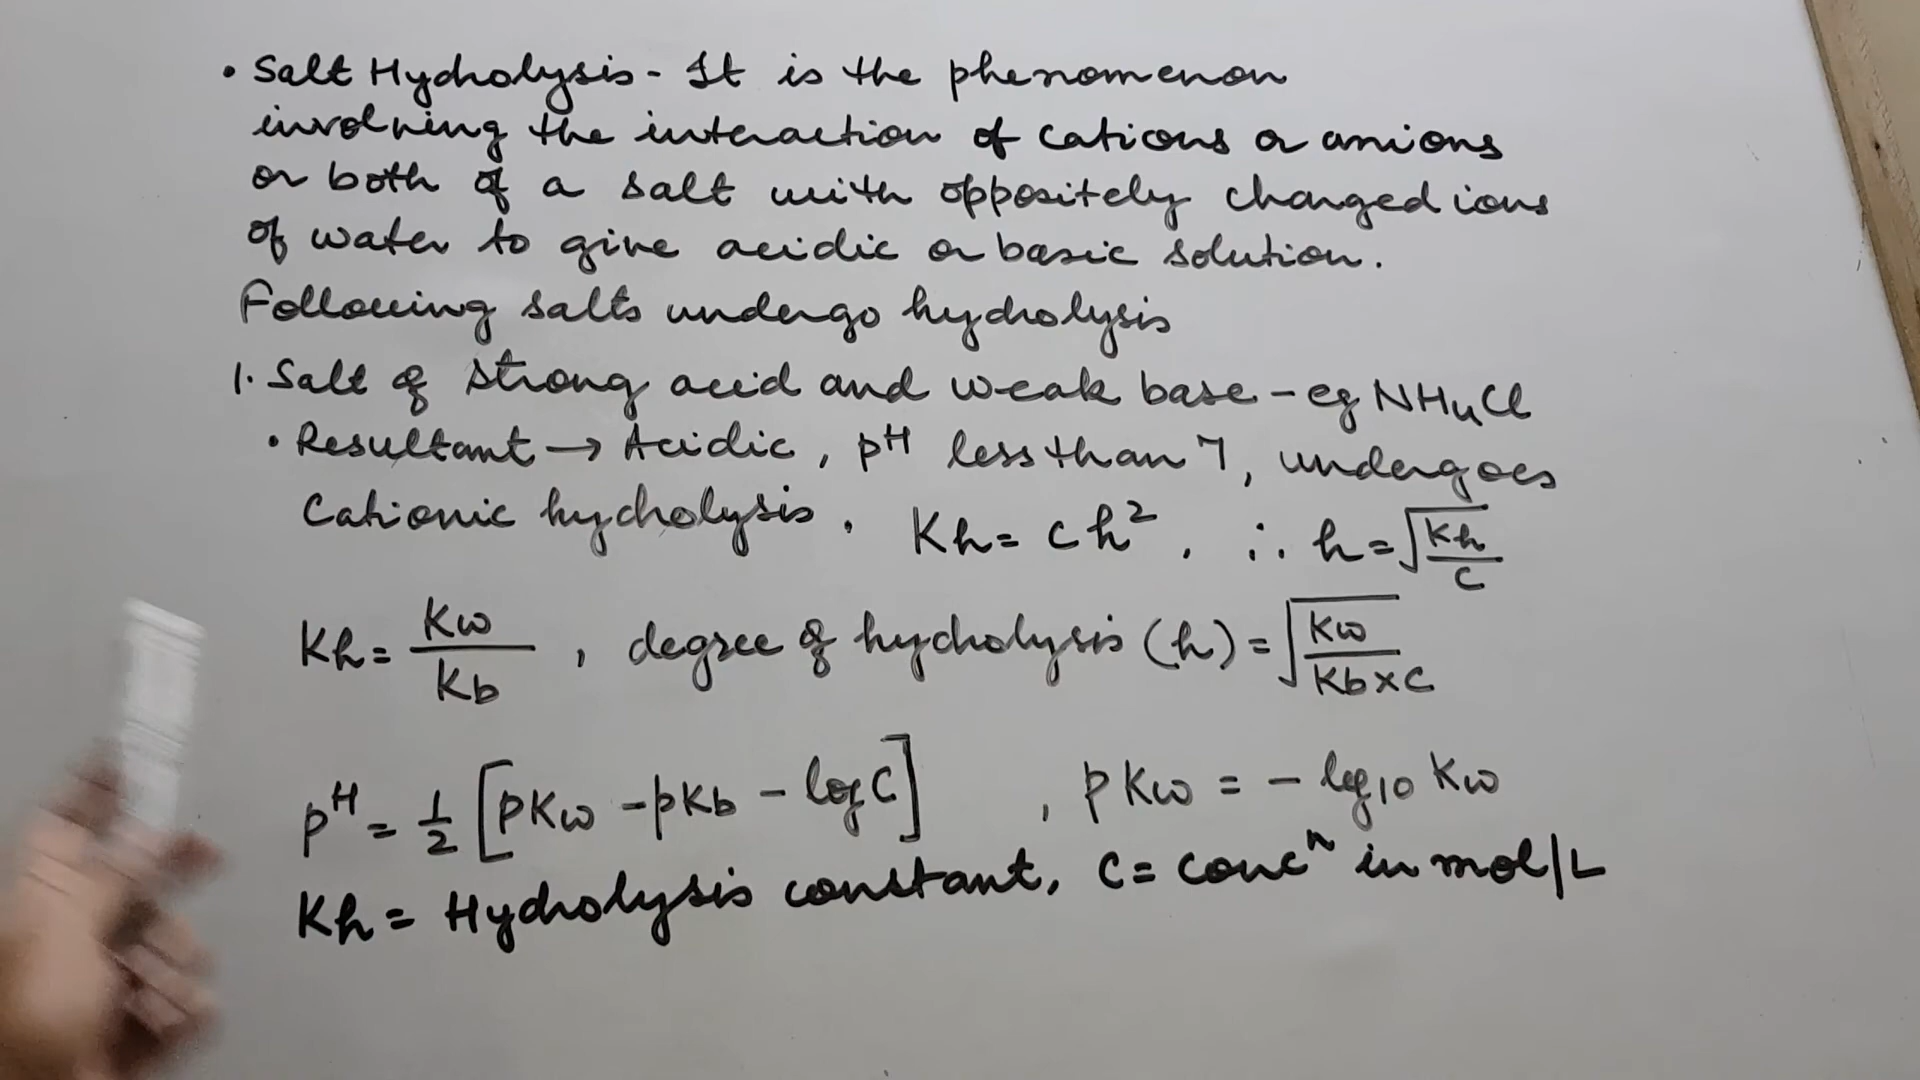 • Salt Hydrolysis - It is the phenomenon
involving the interaction of cations or anions
or both of a salt with oppositely charged ions
of water to give acidic or basic solution.
Following salts undergo hydrolysis
1. Salt of strong acid and weak base - eg NH₄Cl
• Resultant → Acidic, pH less than 7, undergoes
Cationic hydrolysis. Kh = ch², ∴ h = √(Kh/C)
Kh = Kw/Kb, degree of hydrolysis (h) = √(Kw/(Kb×C))
pH = 1/2 [pKw - pKb - log C], pKw = - log₁₀ Kw
Kh = Hydrolysis constant, C = concⁿ in mol/L